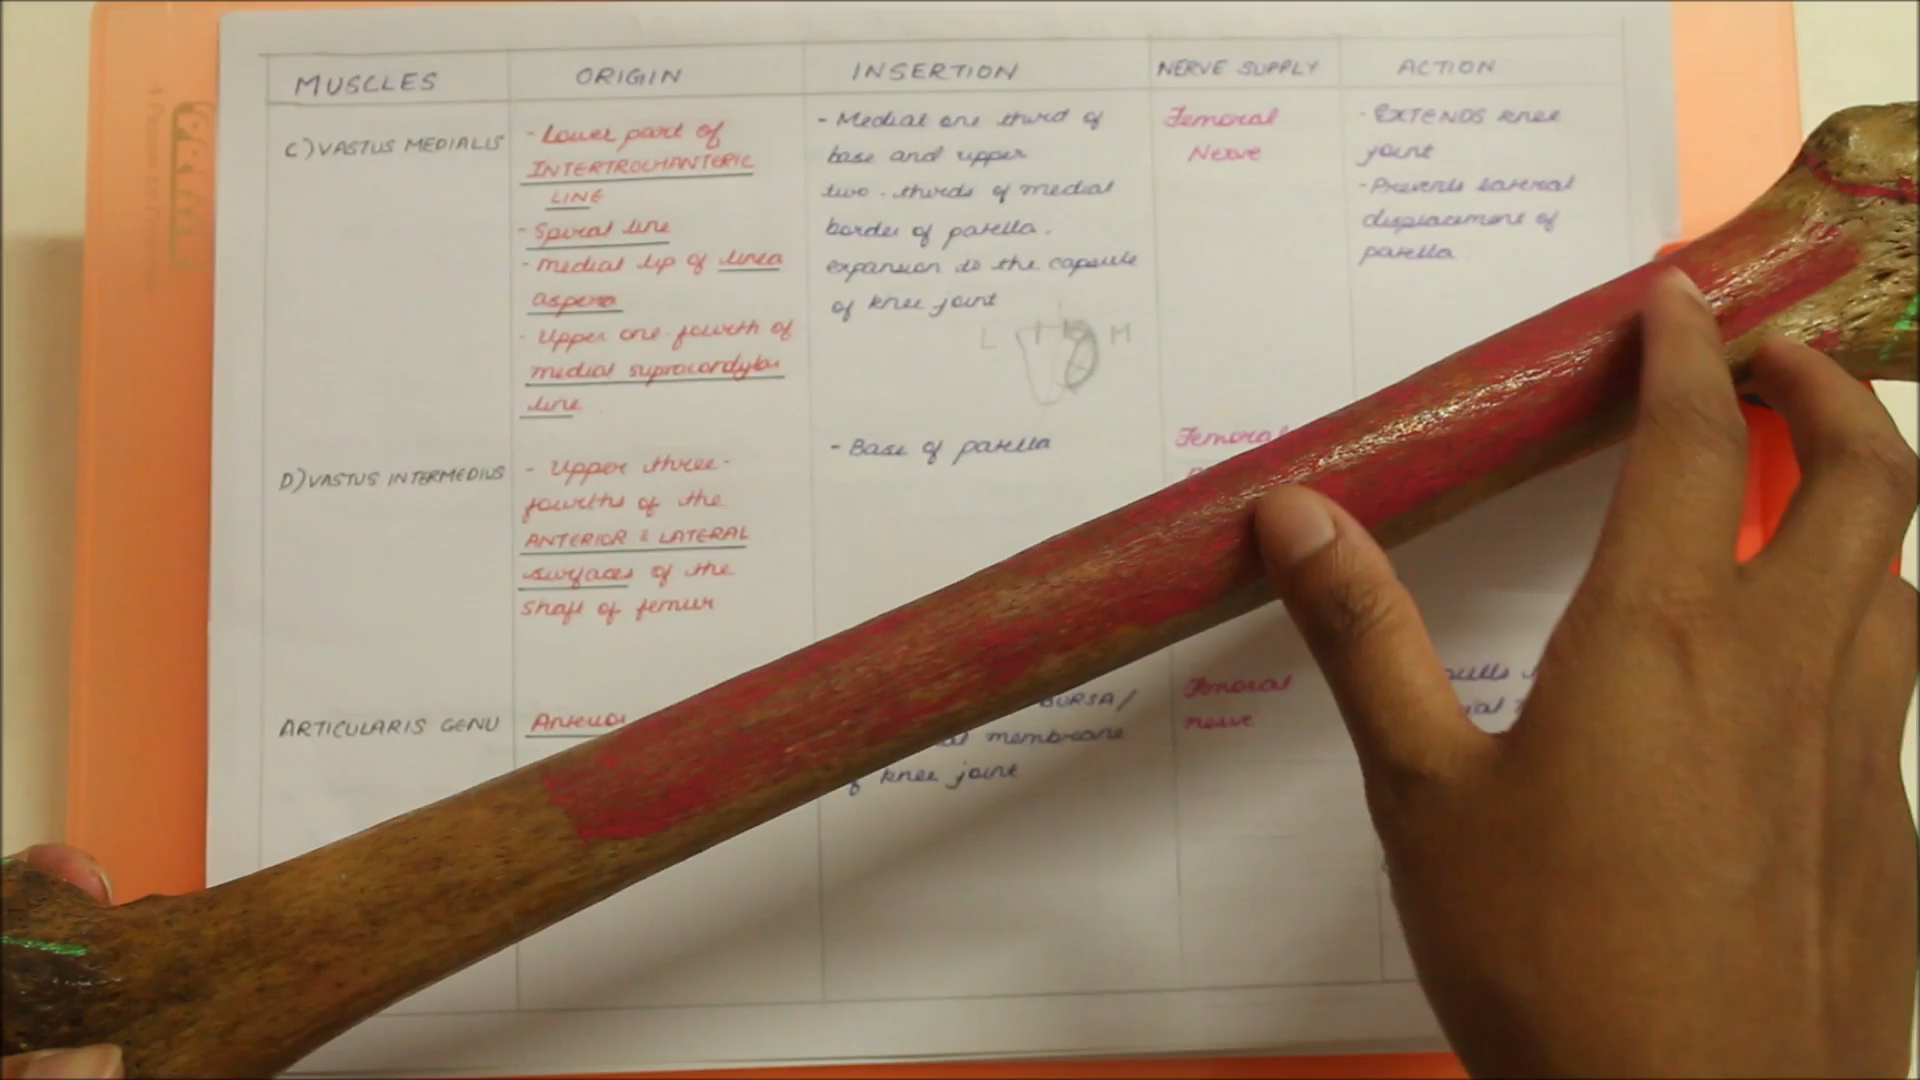 MUSCLES ORIGIN INSERTION NERVE SUPPLY ACTION
C) VASTUS MEDIALIS
- Lower part of
INTERTROCHANTERIC
LINE
- Spiral line
- Medial lip of linea
aspera
- Upper one fourth of
medial supracondylar
line
- Medial one third of
base and upper
two-thirds of medial
border of patella.
expansion to the capsule
of knee joint
L M
Femoral
Nerve
- EXTENDS knee
joint
- Prevents lateral
displacement of
patella
D) VASTUS INTERMEDIUS
- Upper three-
fourths of the
ANTERIOR & LATERAL
surfaces of the
shaft of femur
- Base of patella
Femoral
ARTICULARIS GENU
BURSA/
membrane
of knee joint
Femoral
nerve